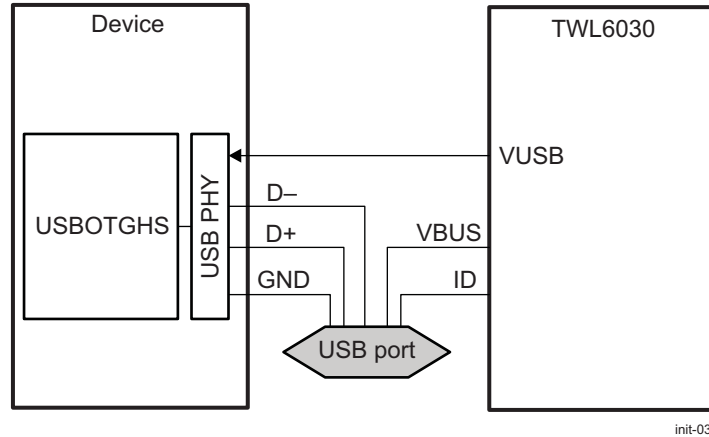 Device
TWL6030
VUSB
D–
USBOTGHS
USB PHY
D+
VBUS
GND
ID
USB port
init-03